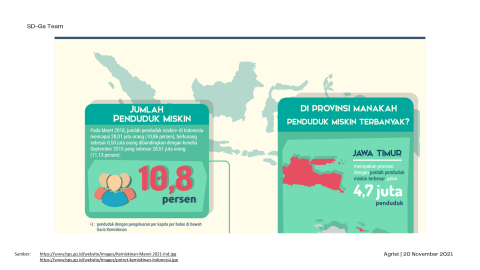 SD-Gs Team
JUMLAH
PENDUDUK MISKIN
Pada Maret 2016, jumlah penduduk miskin di Indonesia
mencapai 28,01 juta orang (10,86 persen), berkurang
sebesar 0,50 juta orang dibandingkan dengan kondisi
September 2015 yang sebesar 28,51 juta orang
(11,13 persen).
10,8
persen
penduduk dengan pengeluaran per kapita per bulan di bawah
Garis Kemiskinan
DI PROVINSI MANAKAH
PENDUDUK MISKIN TERBANYAK?
JAWA TIMUR
merupakan provinsi
dengan jumlah penduduk
miskin terbesar
4,7 juta
penduduk
Sumber:
https://www.bps.go.id/website/images/Kemiskinan-Maret-2021-ind.jpg
https://www.bps.go.id/website/images/potret-kemiskinan-Indonesia.jpg
Agrist | 20 November 2021